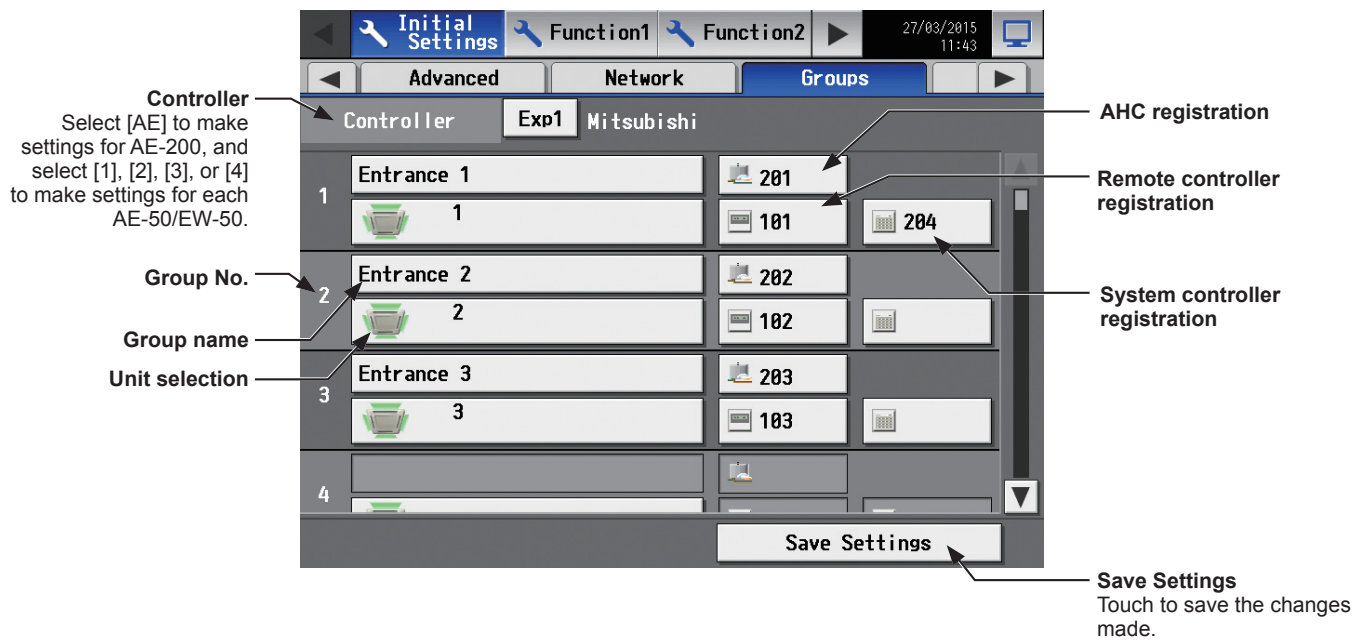 Initial Settings
Function1
Function2
27/03/2015
11:43
Advanced
Network
Groups
Controller
Exp1
Mitsubishi
1
Entrance 1
201
1
101
204
2
Entrance 2
202
2
102
3
Entrance 3
203
3
103
4
Save Settings
Controller
Select [AE] to make
settings for AE-200, and
select [1], [2], [3], or [4]
to make settings for each
AE-50/EW-50.
Group No.
Group name
Unit selection
AHC registration
Remote controller
registration
System controller
registration
Save Settings
Touch to save the changes
made.